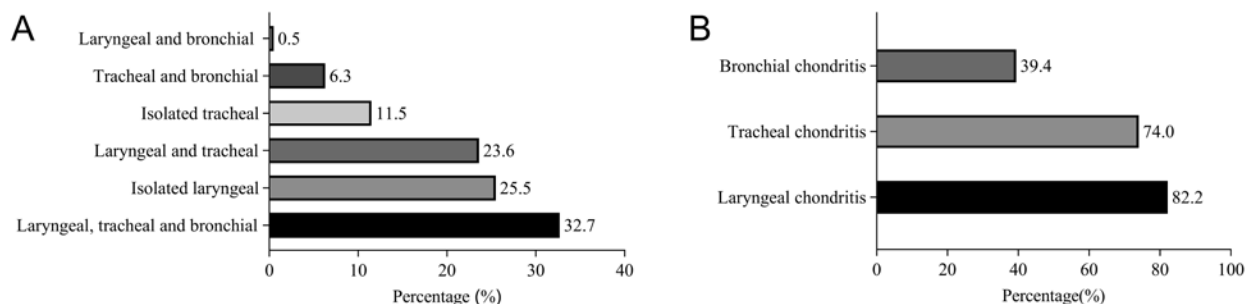 A
Laryngeal and bronchial 0.5
Tracheal and bronchial 6.3
Isolated tracheal 11.5
Laryngeal and tracheal 23.6
Isolated laryngeal 25.5
Laryngeal, tracheal and bronchial 32.7
0 10 20 30 40
Percentage (%)
B
Bronchial chondritis 39.4
Tracheal chondritis 74.0
Laryngeal chondritis 82.2
0 20 40 60 80 100
Percentage(%)